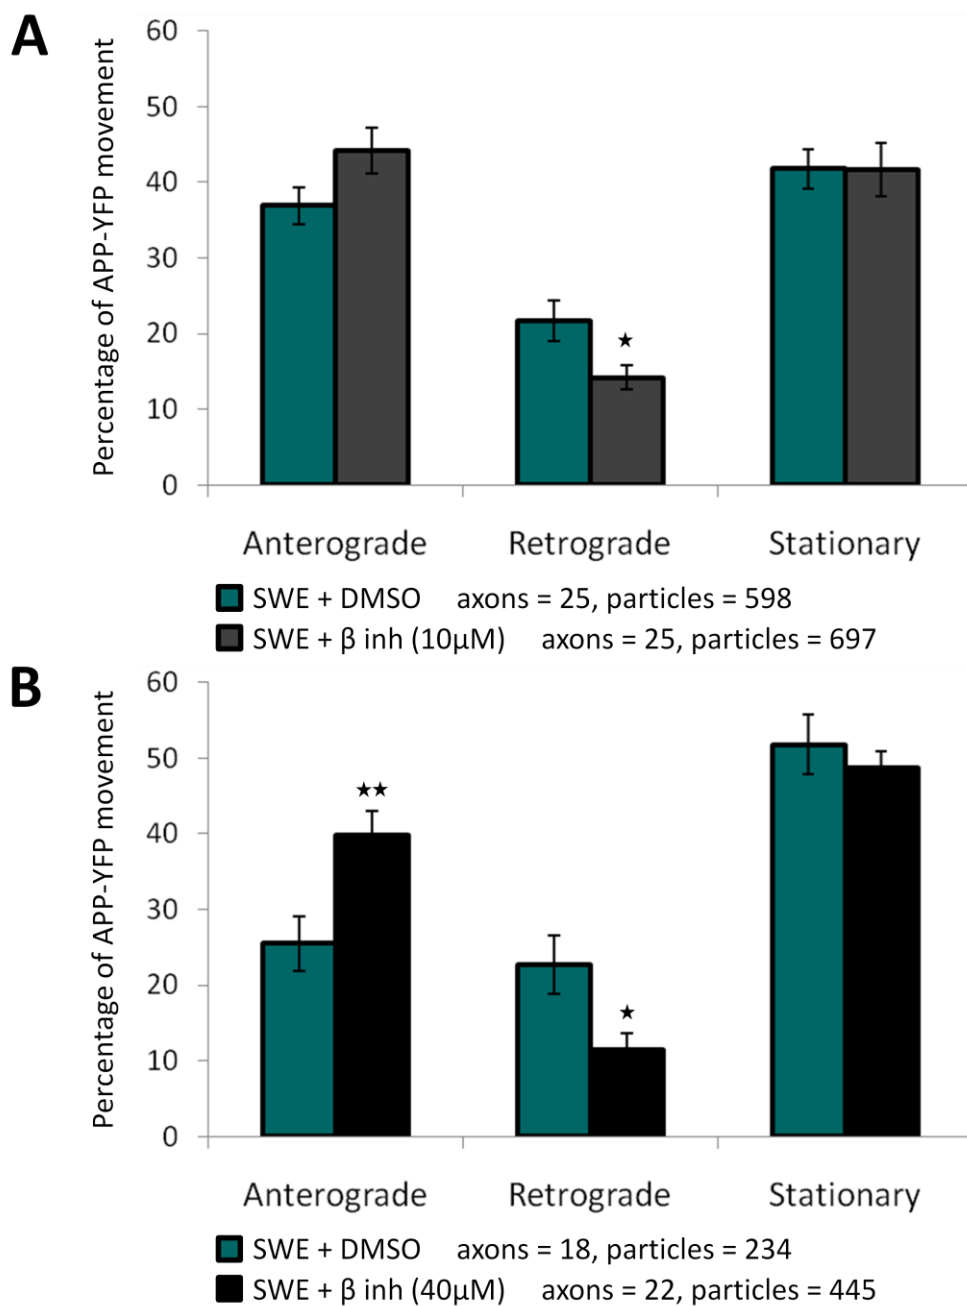 A
Percentage of APP-YFP movement
60
50
40
30
20
10
0
★
Anterograde Retrograde Stationary
SWE + DMSO axons = 25, particles = 598
SWE + β inh (10μM) axons = 25, particles = 697
B
Percentage of APP-YFP movement
60
50
40
30
20
10
0
★★
★
Anterograde Retrograde Stationary
SWE + DMSO axons = 18, particles = 234
SWE + β inh (40μM) axons = 22, particles = 445